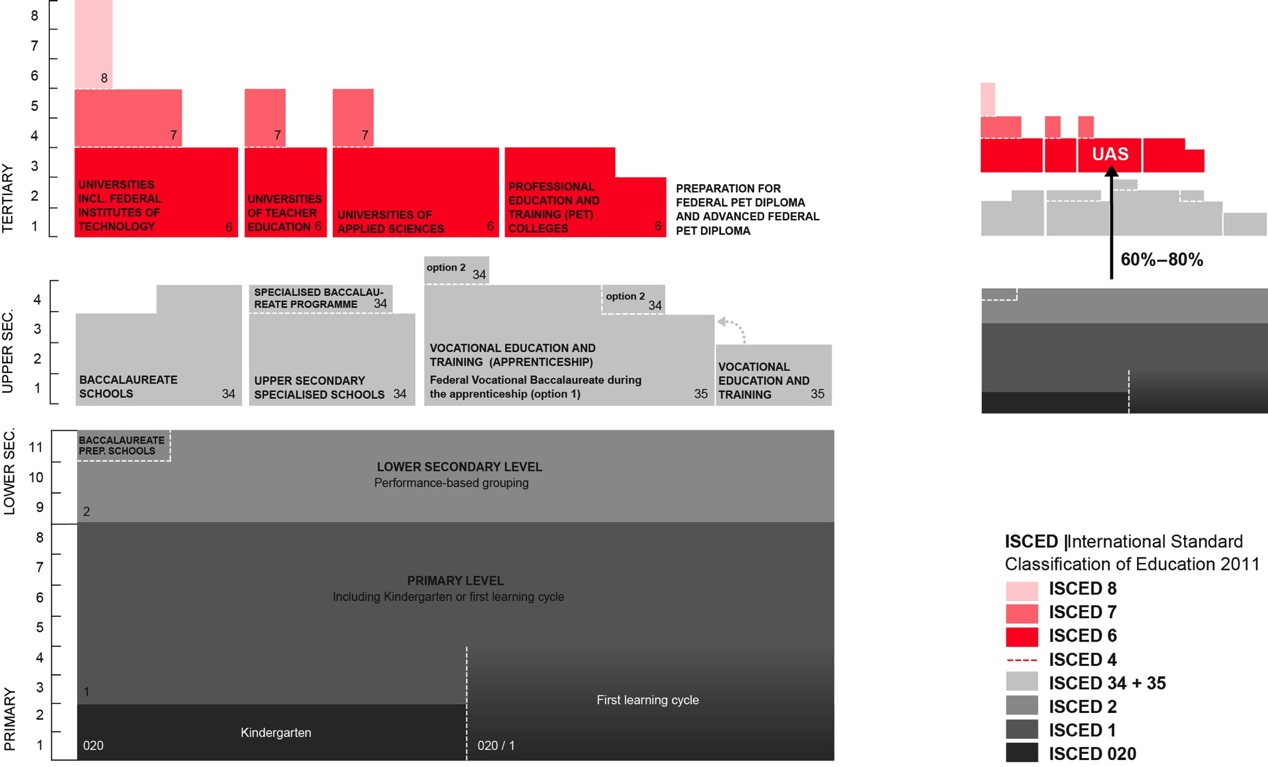 8
7
6
5
4
3
2
1
TERTIARY
8
7
7
7
UNIVERSITIES
INCL. FEDERAL
INSTITUTES OF
TECHNOLOGY
6
UNIVERSITIES
OF TEACHER
EDUCATION 6
UNIVERSITIES OF
APPLIED SCIENCES
6
PROFESSIONAL
EDUCATION AND
TRAINING (PET)
COLLEGES
6
PREPARATION FOR
FEDERAL PET DIPLOMA
AND ADVANCED FEDERAL
PET DIPLOMA
4
3
2
1
UPPER SEC.
BACCALAUREATE
SCHOOLS
34
SPECIALISED BACCALAU-
REATE PROGRAMME
34
UPPER SECONDARY
SPECIALISED SCHOOLS
34
option 2
34
option 2
34
VOCATIONAL EDUCATION AND
TRAINING (APPRENTICESHIP)
Federal Vocational Baccalaureate during
the apprenticeship (option 1)
35
VOCATIONAL
EDUCATION AND
TRAINING
35
11
10
9
LOWER SEC.
BACCALAUREATE
PREP. SCHOOLS
LOWER SECONDARY LEVEL
Performance-based grouping
2
8
7
6
5
4
3
2
1
PRIMARY
PRIMARY LEVEL
Including Kindergarten or first learning cycle
1
Kindergarten
020
First learning cycle
020 / 1
UAS
60%–80%
ISCED |International Standard
Classification of Education 2011
ISCED 8
ISCED 7
ISCED 6
ISCED 4
ISCED 34 + 35
ISCED 2
ISCED 1
ISCED 020